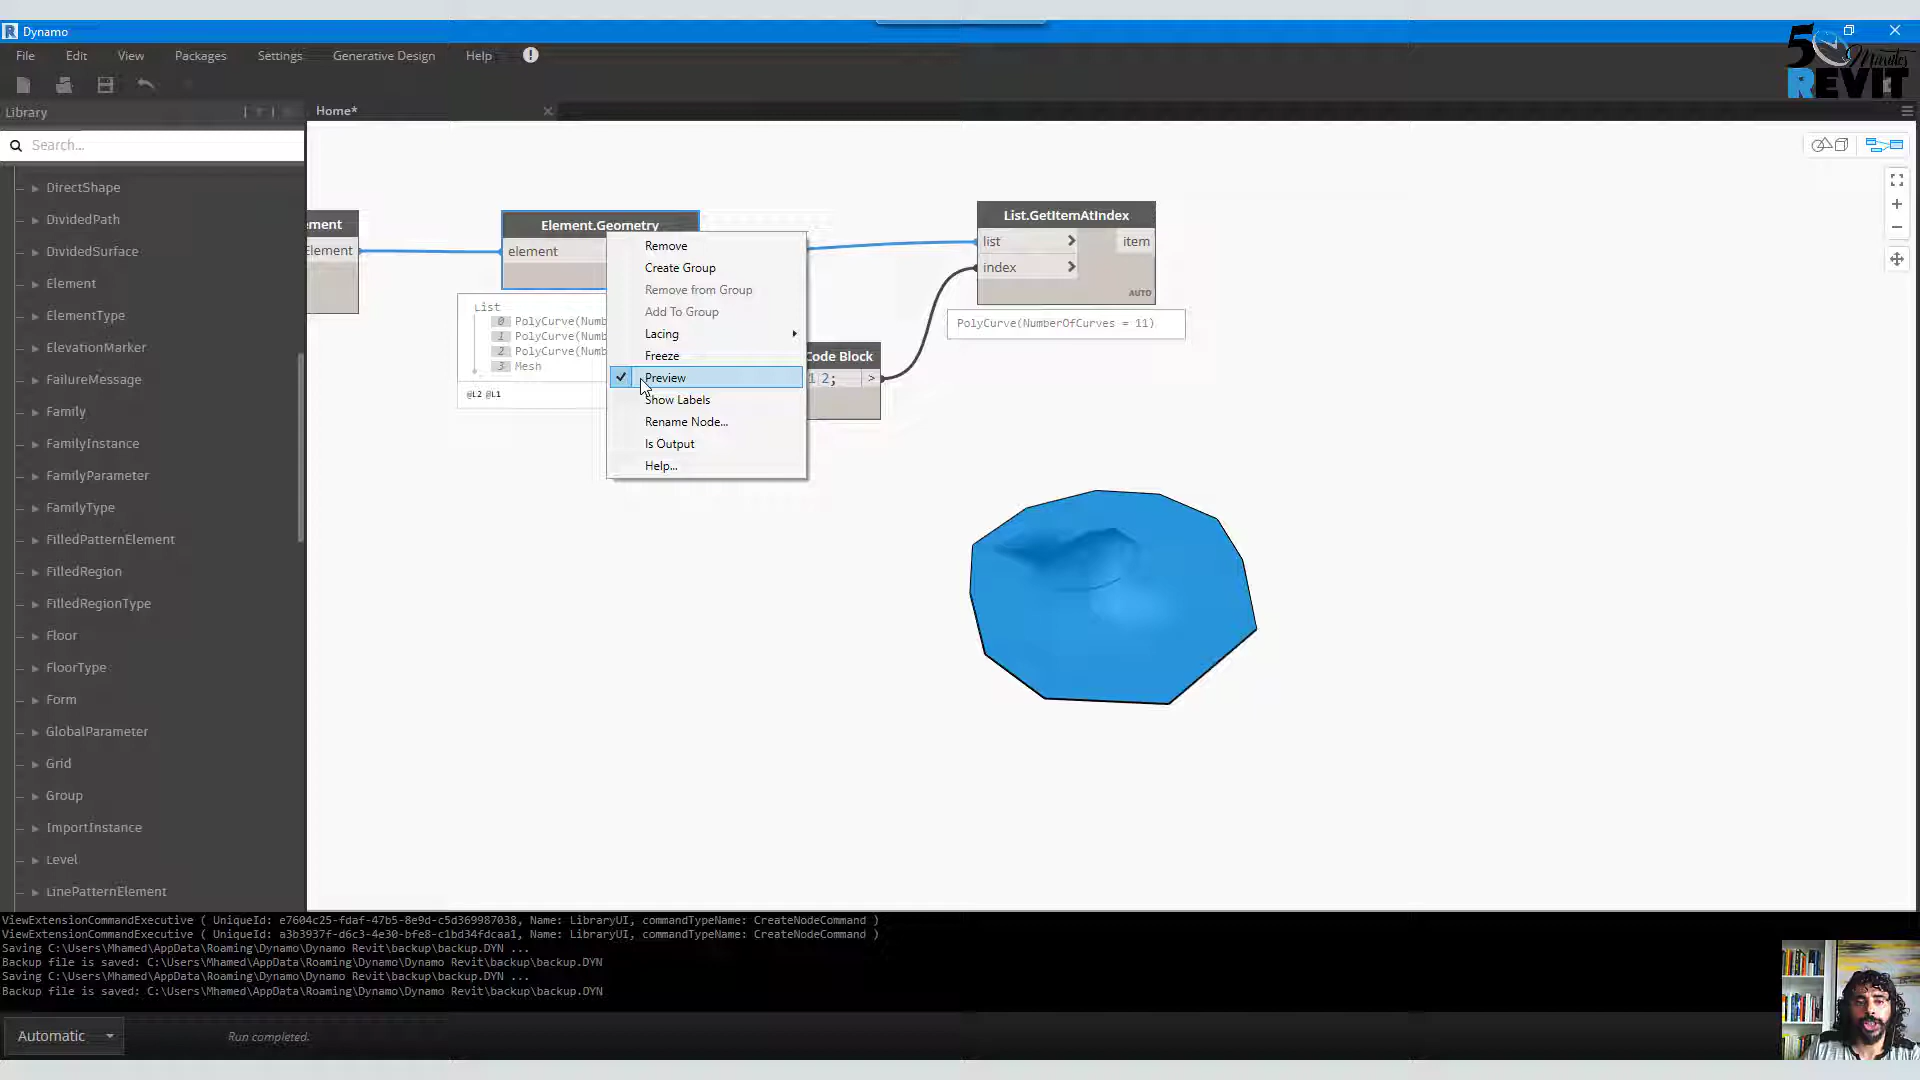 Dynamo
5 Minutes
REVIT
File Edit View Packages Settings Generative Design Help
Library
Home*
Search...
DirectShape
DividedPath
DividedSurface
Element
ElementType
ElevationMarker
FailureMessage
Family
FamilyInstance
FamilyParameter
FamilyType
FilledPatternElement
FilledRegion
FilledRegionType
Floor
FloorType
Form
GlobalParameter
Grid
Group
ImportInstance
Level
LinePatternElement
ement
Element
Element.Geometry
element
List
0 PolyCurve(Numb
1 PolyCurve(Numb
2 PolyCurve(Numb
3 Mesh
@L2 @L1
Remove
Create Group
Remove from Group
Add To Group
Lacing
Freeze
Preview
Show Labels
Rename Node...
Is Output
Help...
Code Block
1 2; >
List.GetItemAtIndex
list item
index
AUTO
PolyCurve(NumberOfCurves = 11)
ViewExtensionCommandExecutive ( UniqueId: e7604c25-fdaf-47b5-8e9d-c5d369987038, Name: LibraryUI, commandTypeName: CreateNodeCommand )
ViewExtensionCommandExecutive ( UniqueId: a3b3937f-d6c3-4e30-bfe8-c1bd34fdcaa1, Name: LibraryUI, commandTypeName: CreateNodeCommand )
Saving C:\Users\Mhamed\AppData\Roaming\Dynamo\Dynamo Revit\backup\backup.DYN ...
Backup file is saved: C:\Users\Mhamed\AppData\Roaming\Dynamo\Dynamo Revit\backup\backup.DYN
Saving C:\Users\Mhamed\AppData\Roaming\Dynamo\Dynamo Revit\backup\backup.DYN ...
Backup file is saved: C:\Users\Mhamed\AppData\Roaming\Dynamo\Dynamo Revit\backup\backup.DYN
Automatic
Run completed.